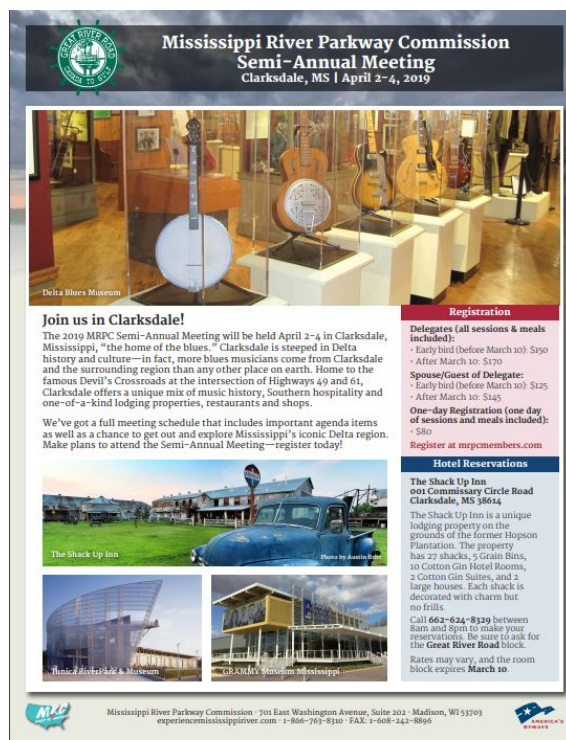 GREAT RIVER ROAD
CANADA TO GULF
Mississippi River Parkway Commission
Semi-Annual Meeting
Clarksdale, MS | April 2-4, 2019
Delta Blues Museum
Join us in Clarksdale!
The 2019 MRPC Semi-Annual Meeting will be held April 2-4 in Clarksdale,
Mississippi, “the home of the blues.” Clarksdale is steeped in Delta
history and culture—in fact, more blues musicians come from Clarksdale
and the surrounding region than any other place on earth. Home to the
famous Devil’s Crossroads at the intersection of Highways 49 and 61,
Clarksdale offers a unique mix of music history, Southern hospitality and
one-of-a-kind lodging properties, restaurants and shops.
We’ve got a full meeting schedule that includes important agenda items
as well as a chance to get out and explore Mississippi’s iconic Delta region.
Make plans to attend the Semi-Annual Meeting—register today!
The Shack Up Inn
Photo by Austin Britt
Tunica RiverPark & Museum
GRAMMY Museum Mississippi
Registration
Delegates (all sessions & meals
included):
· Early bird (before March 10): $150
· After March 10: $170
Spouse/Guest of Delegate:
· Early bird (before March 10): $125
· After March 10: $145
One-day Registration (one day
of sessions and meals included):
· $80
Register at mrpcmembers.com
Hotel Reservations
The Shack Up Inn
001 Commissary Circle Road
Clarksdale, MS 38614
The Shack Up Inn is a unique
lodging property on the
grounds of the former Hopson
Plantation. The property
has 27 shacks, 5 Grain Bins,
10 Cotton Gin Hotel Rooms,
2 Cotton Gin Suites, and 2
large houses. Each shack is
decorated with charm but
no frills.
Call 662-624-8329 between
8am and 8pm to make your
reservations. Be sure to ask for
the Great River Road block.
Rates may vary, and the room
block expires March 10.
Mississippi River Parkway Commission · 701 East Washington Avenue, Suite 202 · Madison, WI 53703
experiencemississippiriver.com · 1-866-763-8310 · FAX: 1-608-242-8896
AMERICA'S
BYWAYS